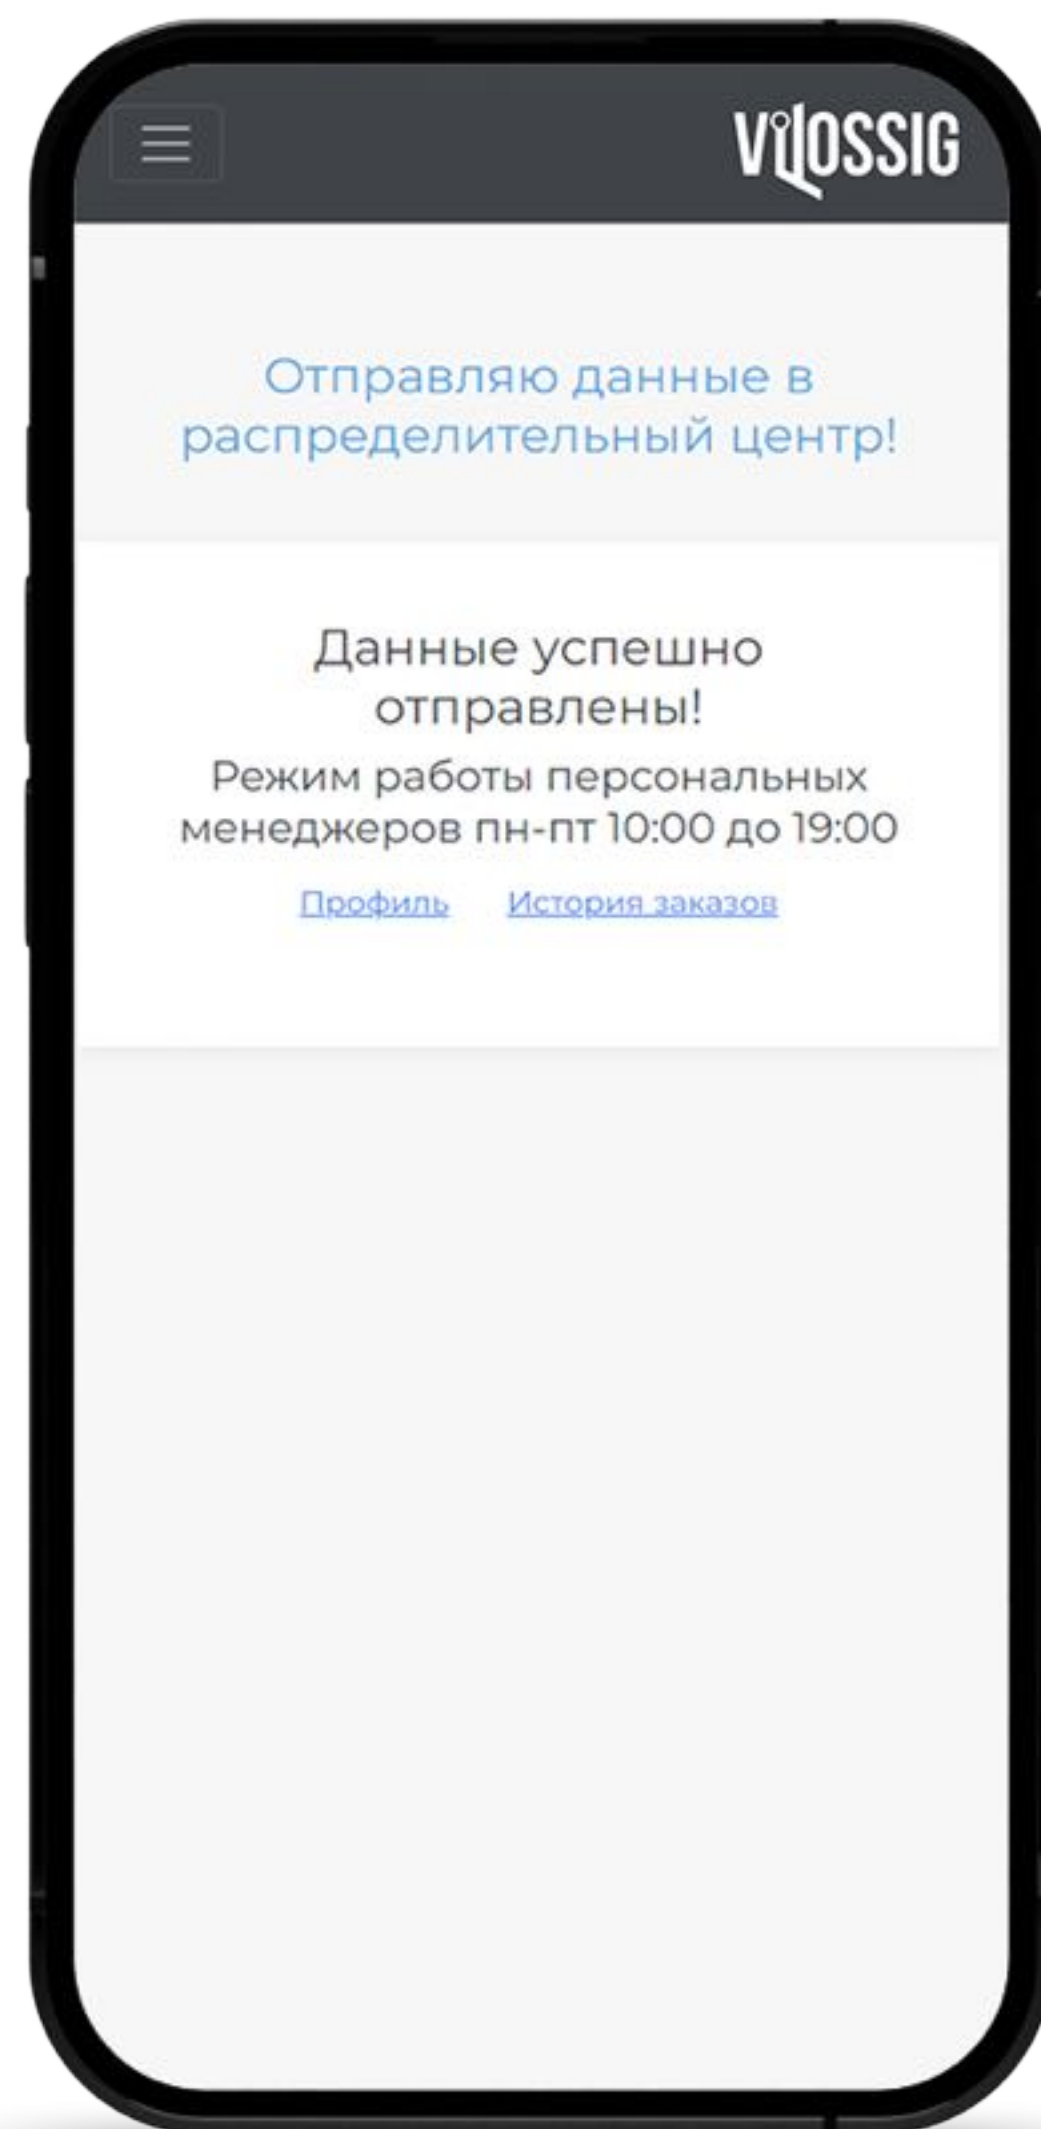 VILOSSIG
Отправляю данные в
распределительный центр!
Данные успешно
отправлены!
Режим работы персональных
менеджеров пн-пт 10:00 до 19:00
Профиль История заказов